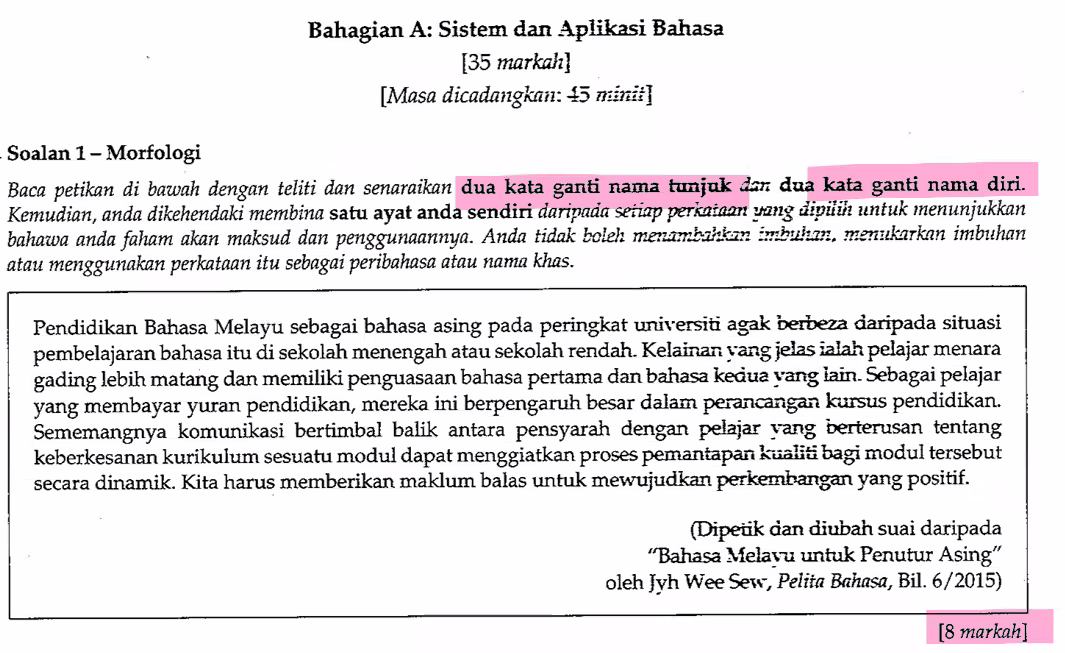 Bahagian A: Sistem dan Aplikasi Bahasa
[35 markah]
[Masa dicadangkan: 45 minit]
Soalan 1 – Morfologi
Baca petikan di bawah dengan teliti dan senaraikan dua kata ganti nama tunjuk dan dua kata ganti nama diri.
Kemudian, anda dikehendaki membina satu ayat anda sendiri daripada setiap perkataan yang dipilih untuk menunjukkan
bahawa anda faham akan maksud dan penggunaannya. Anda tidak boleh menambahkan imbuhan, menukarkan imbuhan
atau menggunakan perkataan itu sebagai peribahasa atau nama khas.
Pendidikan Bahasa Melayu sebagai bahasa asing pada peringkat universiti agak berbeza daripada situasi
pembelajaran bahasa itu di sekolah menengah atau sekolah rendah. Kelainan yang jelas ialah pelajar menara
gading lebih matang dan memiliki penguasaan bahasa pertama dan bahasa kedua yang lain. Sebagai pelajar
yang membayar yuran pendidikan, mereka ini berpengaruh besar dalam perancangan kursus pendidikan.
Sememangnya komunikasi bertimbal balik antara pensyarah dengan pelajar yang berterusan tentang
keberkesanan kurikulum sesuatu modul dapat menggiatkan proses pemantapan kualiti bagi modul tersebut
secara dinamik. Kita harus memberikan maklum balas untuk mewujudkan perkembangan yang positif.
(Dipetik dan diubah suai daripada
"Bahasa Melayu untuk Penutur Asing"
oleh Jyh Wee Sew, Pelita Bahasa, Bil. 6/2015)
[8 markah]